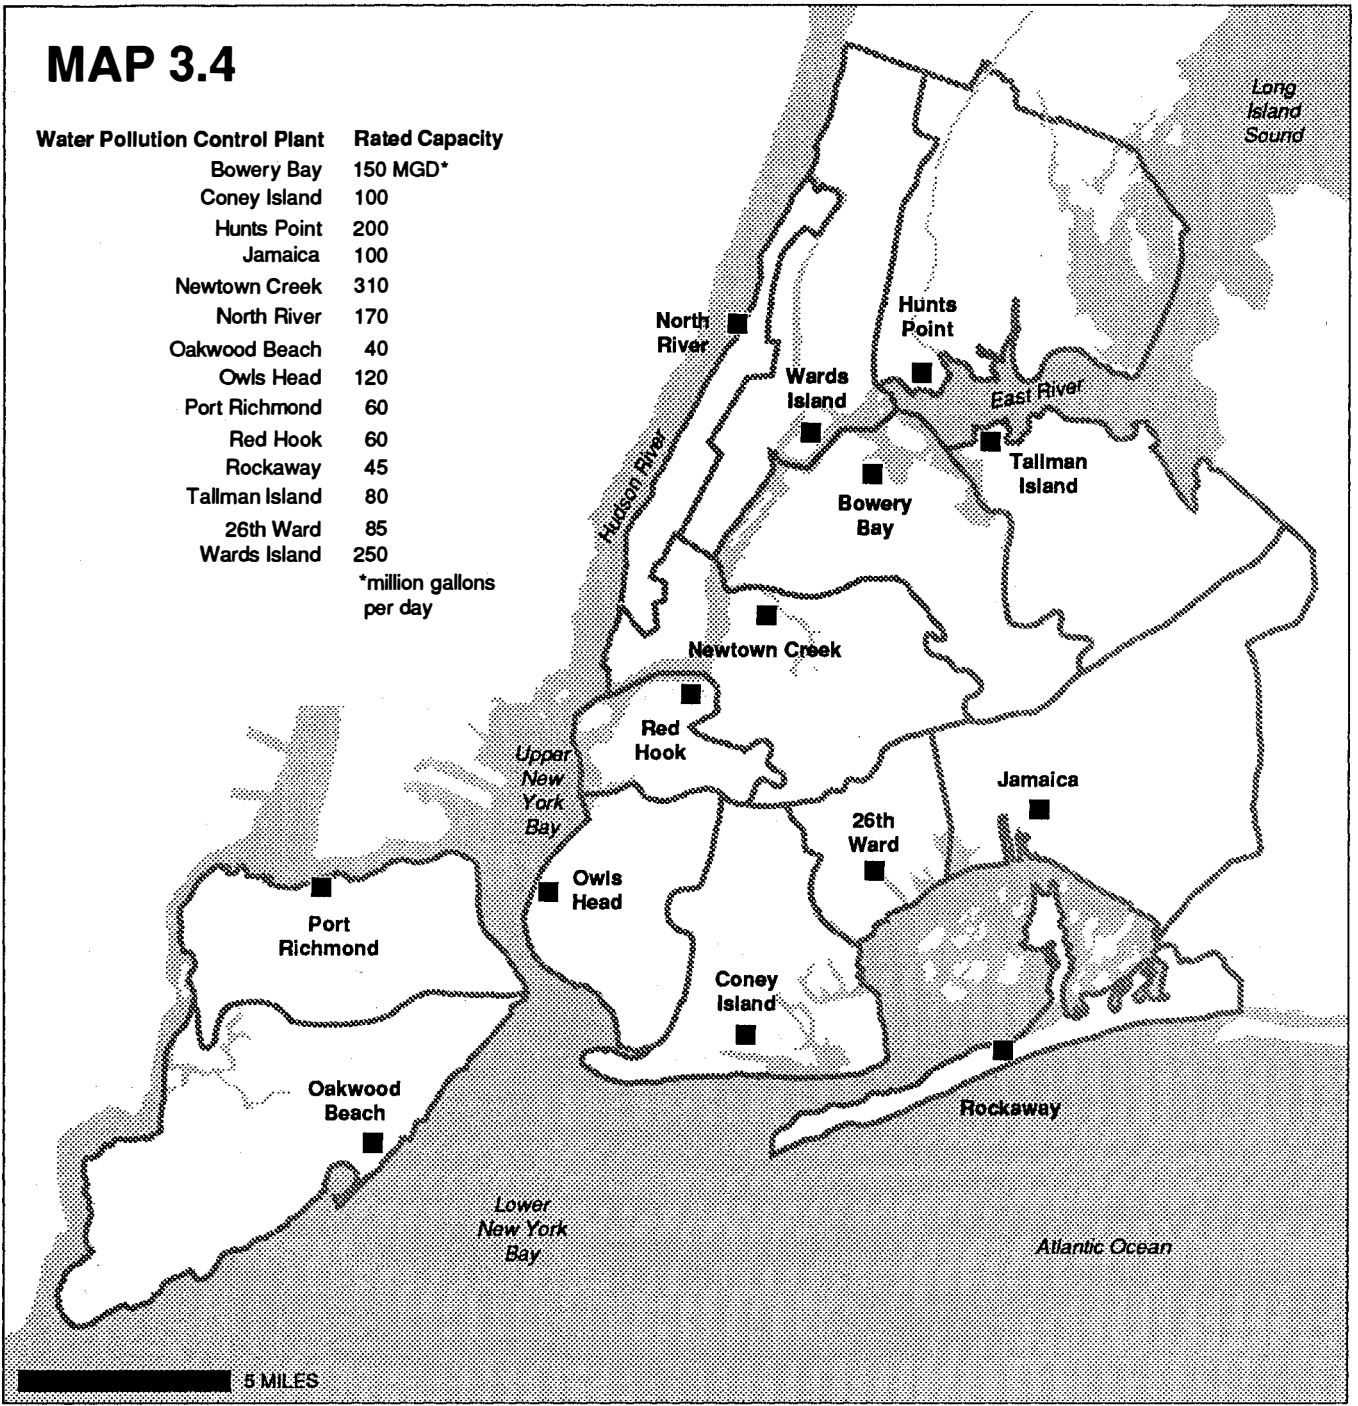 MAP 3.4
Water Pollution Control Plant Rated Capacity
Bowery Bay 150 MGD*
Coney Island 100
Hunts Point 200
Jamaica 100
Newtown Creek 310
North River 170
Oakwood Beach 40
Owls Head 120
Port Richmond 60
Red Hook 60
Rockaway 45
Tallman Island 80
26th Ward 85
Wards Island 250
*million gallons
per day
Long
Island
Sound
Hunts
Point
North
River
Wards
Island
East River
Hudson River
Tallman
Island
Bowery
Bay
Newtown Creek
Red
Hook
Upper
New
York
Bay
Jamaica
26th
Ward
Owls
Head
Port
Richmond
Coney
Island
Oakwood
Beach
Rockaway
Lower
New York
Bay
Atlantic Ocean
5 MILES